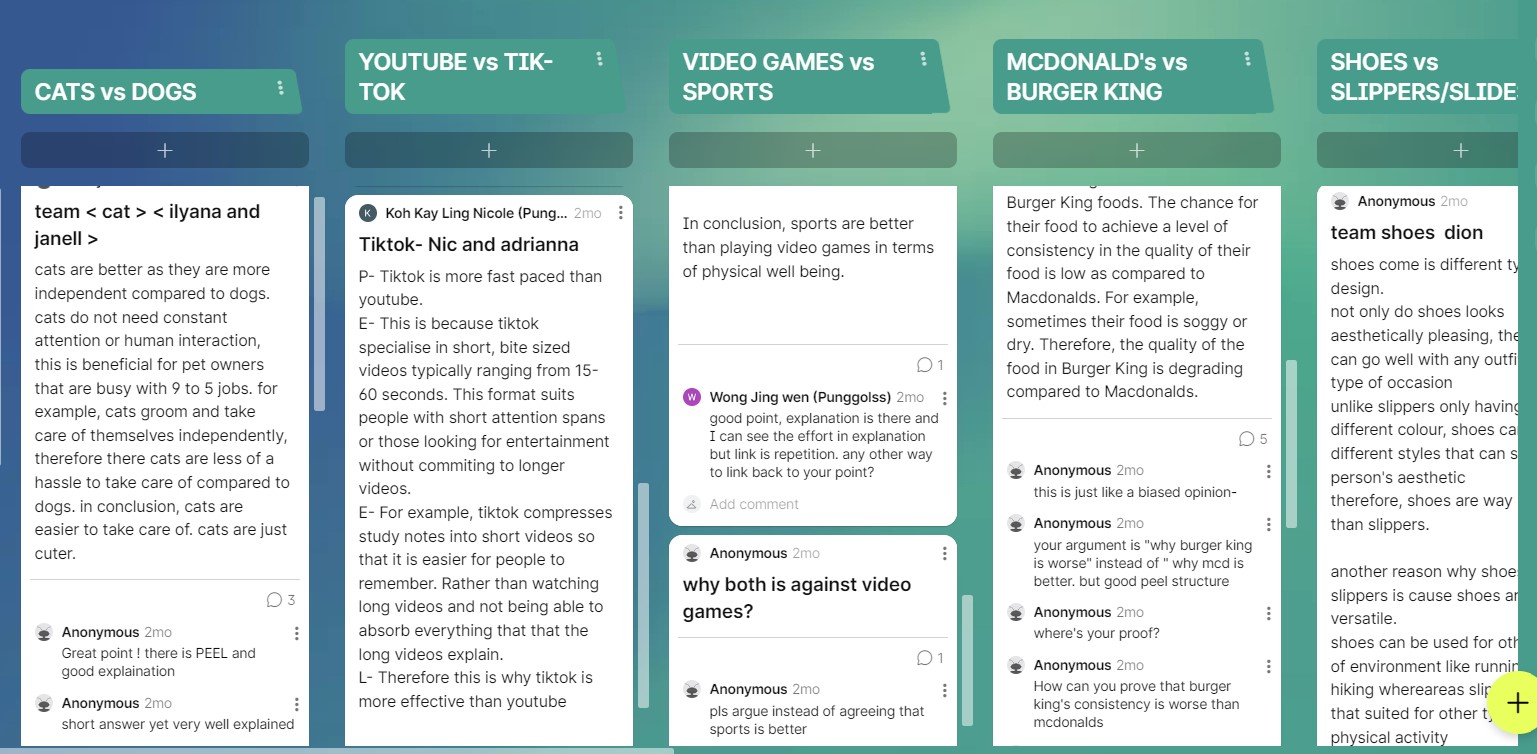 CATS vs DOGS
team < cat > < ilyana and
janell >
cats are better as they are more
independent compared to dogs.
cats do not need constant
attention or human interaction,
this is beneficial for pet owners
that are busy with 9 to 5 jobs. for
example, cats groom and take
care of themselves independently,
therefore there cats are less of a
hassle to take care of compared to
dogs. in conclusion, cats are
easier to take care of. cats are just
cuter.
3
Anonymous 2mo
Great point ! there is PEEL and
good explaination
Anonymous 2mo
short answer yet very well explained
YOUTUBE vs TIK-
TOK
K Koh Kay Ling Nicole (Pung... 2mo
Tiktok- Nic and adrianna
P- Tiktok is more fast paced than
youtube.
E- This is because tiktok
specialise in short, bite sized
videos typically ranging from 15-
60 seconds. This format suits
people with short attention spans
or those looking for entertainment
without commiting to longer
videos.
E- For example, tiktok compresses
study notes into short videos so
that it is easier for people to
remember. Rather than watching
long videos and not being able to
absorb everything that that the
long videos explain.
L- Therefore this is why tiktok is
more effective than youtube
VIDEO GAMES vs
SPORTS
In conclusion, sports are better
than playing video games in terms
of physical well being.
1
W Wong Jing wen (Punggolss) 2mo
good point, explanation is there and
I can see the effort in explanation
but link is repetition. any other way
to link back to your point?
Add comment
Anonymous 2mo
why both is against video
games?
1
Anonymous 2mo
pls argue instead of agreeing that
sports is better
MCDONALD's vs
BURGER KING
Burger King foods. The chance for
their food to achieve a level of
consistency in the quality of their
food is low as compared to
Macdonalds. For example,
sometimes their food is soggy or
dry. Therefore, the quality of the
food in Burger King is degrading
compared to Macdonalds.
5
Anonymous 2mo
this is just like a biased opinion-
Anonymous 2mo
your argument is "why burger king
is worse" instead of " why mcd is
better. but good peel structure
Anonymous 2mo
where's your proof?
Anonymous 2mo
How can you prove that burger
king's consistency is worse than
mcdonalds
SHOES vs
SLIPPERS/SLIDE
Anonymous 2mo
team shoes dion
shoes come is different ty
design.
not only do shoes looks
aesthetically pleasing, the
can go well with any outfi
type of occasion
unlike slippers only having
different colour, shoes ca
different styles that can s
person's aesthetic
therefore, shoes are way
than slippers.
another reason why shoe
slippers is cause shoes ar
versatile.
shoes can be used for oth
of environment like runnin
hiking whereareas slip
that suited for other t
physical activity